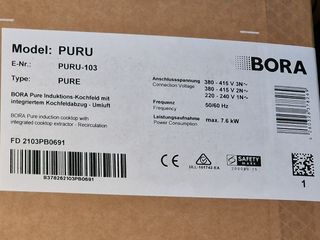 Model: PURU
E-Nr.: PURU-103
Type: PURE
BORA
Anschlussspannung
Connection Voltage
380 - 415 V 3N~
380 - 415 V 2N~
220 - 240 V 1N~
BORA Pure Induktions-Kochfeld mit
integriertem Kochfeldabzug - Umluft
Frequenz
Frequency
50/60 Hz
BORA Pure induction cooktop with
integrated cooktop extractor - Recirculation
Leistungsaufnahme
Power Consumption
max. 7.6 kW
FD 2103PB0691
8378262103PB0691
SAFETY
MARK
1